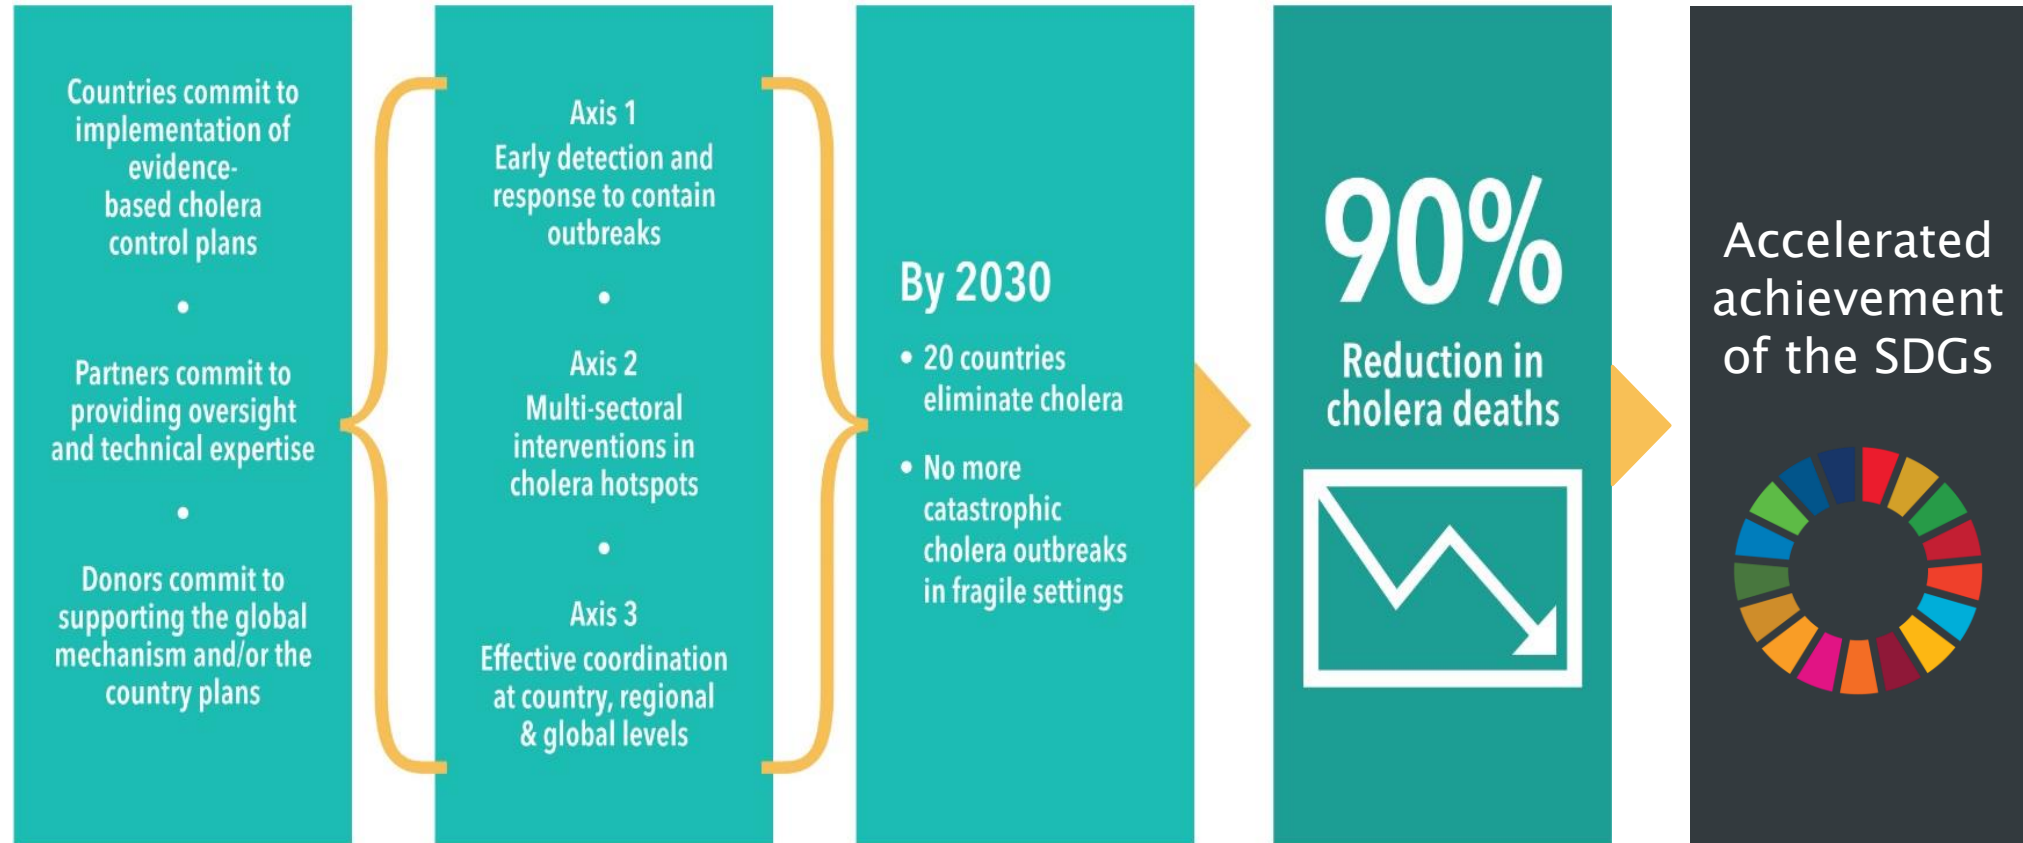 Countries commit to
implementation of
evidence-
based cholera
control plans
•
Partners commit to
providing oversight
and technical expertise
•
Donors commit to
supporting the global
mechanism and/or the
country plans
Axis 1
Early detection and
response to contain
outbreaks
•
Axis 2
Multi-sectoral
interventions in
cholera hotspots
•
Axis 3
Effective coordination
at country, regional
& global levels
By 2030
• 20 countries
eliminate cholera
• No more
catastrophic
cholera outbreaks
in fragile settings
90%
Reduction in
cholera deaths
Accelerated
achievement
of the SDGs